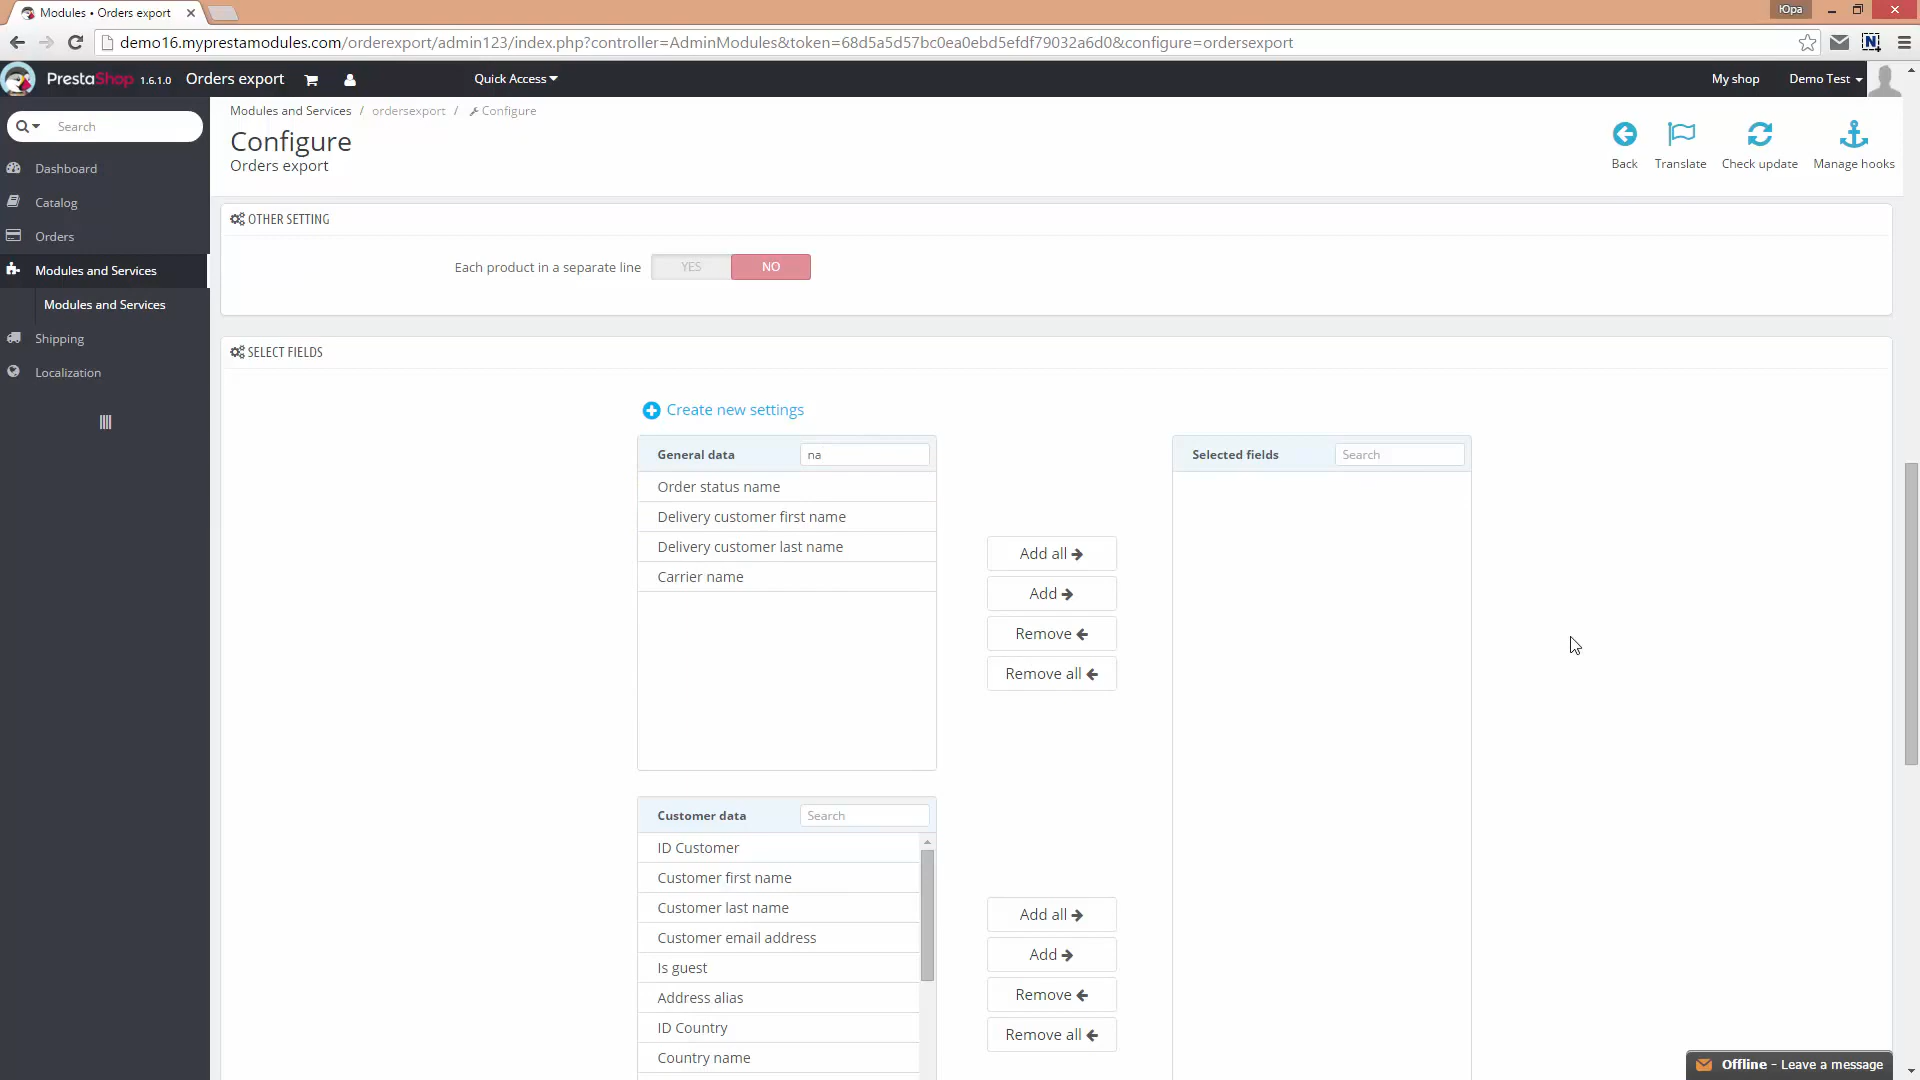 Modules • Orders export
Юра
demo16.myprestamodules.com/orderexport/admin123/index.php?controller=AdminModules&token=68d5a5d57bc0ea0ebd5efdf79032a6d0&configure=ordersexport
PrestaShop 1.6.1.0 Orders export Quick Access My shop Demo Test
Search
Dashboard
Catalog
Orders
Modules and Services
Modules and Services
Shipping
Localization
Modules and Services / ordersexport / Configure
Configure
Orders export
Back Translate Check update Manage hooks
OTHER SETTING
Each product in a separate line YES NO
SELECT FIELDS
Create new settings
General data na
Order status name
Delivery customer first name
Delivery customer last name
Carrier name
Add all
Add
Remove
Remove all
Selected fields Search
Customer data Search
ID Customer
Customer first name
Customer last name
Customer email address
Is guest
Address alias
ID Country
Country name
Add all
Add
Remove
Remove all
Offline - Leave a message